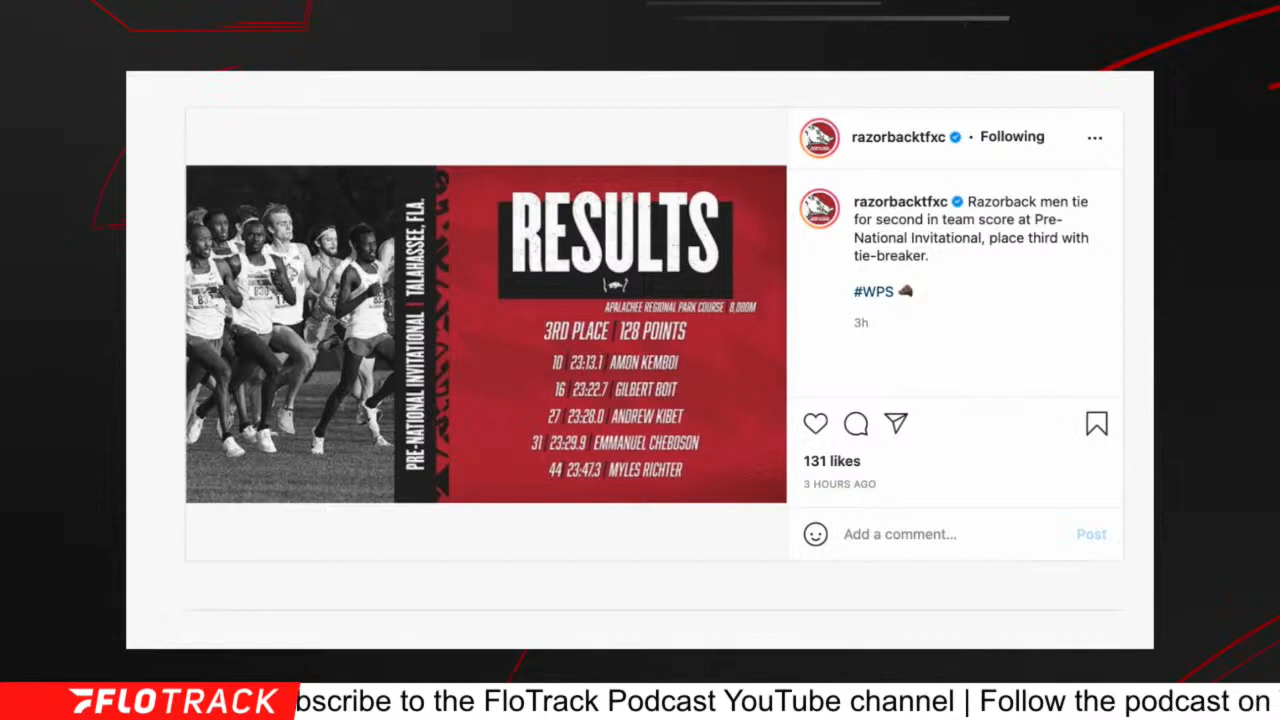 razorbacktfxc • Following
razorbacktfxc Razorback men tie
for second in team score at Pre-
National Invitational, place third with
tie-breaker.
#WPS
3h
PRE-NATIONAL INVITATIONAL | TALAHASSEE, FLA.
RESULTS
APALACHEE REGIONAL PARK COURSE | 8,000M
3RD PLACE | 128 POINTS
10 | 23:13.1 | AMON KEMBOI
16 | 23:22.7 | GILBERT BOIT
27 | 23:28.0 | ANDREW KIBET
31 | 23:29.9 | EMMANUEL CHEBOSON
44 | 23:47.3 | MYLES RICHTER
131 likes
3 HOURS AGO
Add a comment...
Post
FLOTRACK
bscribe to the FloTrack Podcast YouTube channel | Follow the podcast on